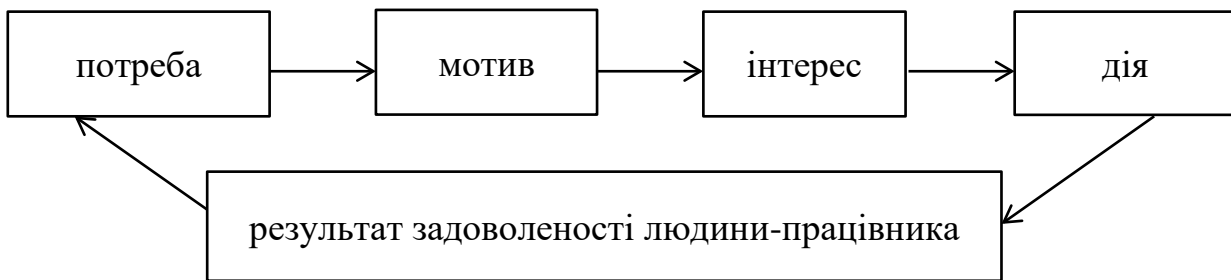 потреба
мотив
інтерес
дія
результат задоволеності людини-працівника